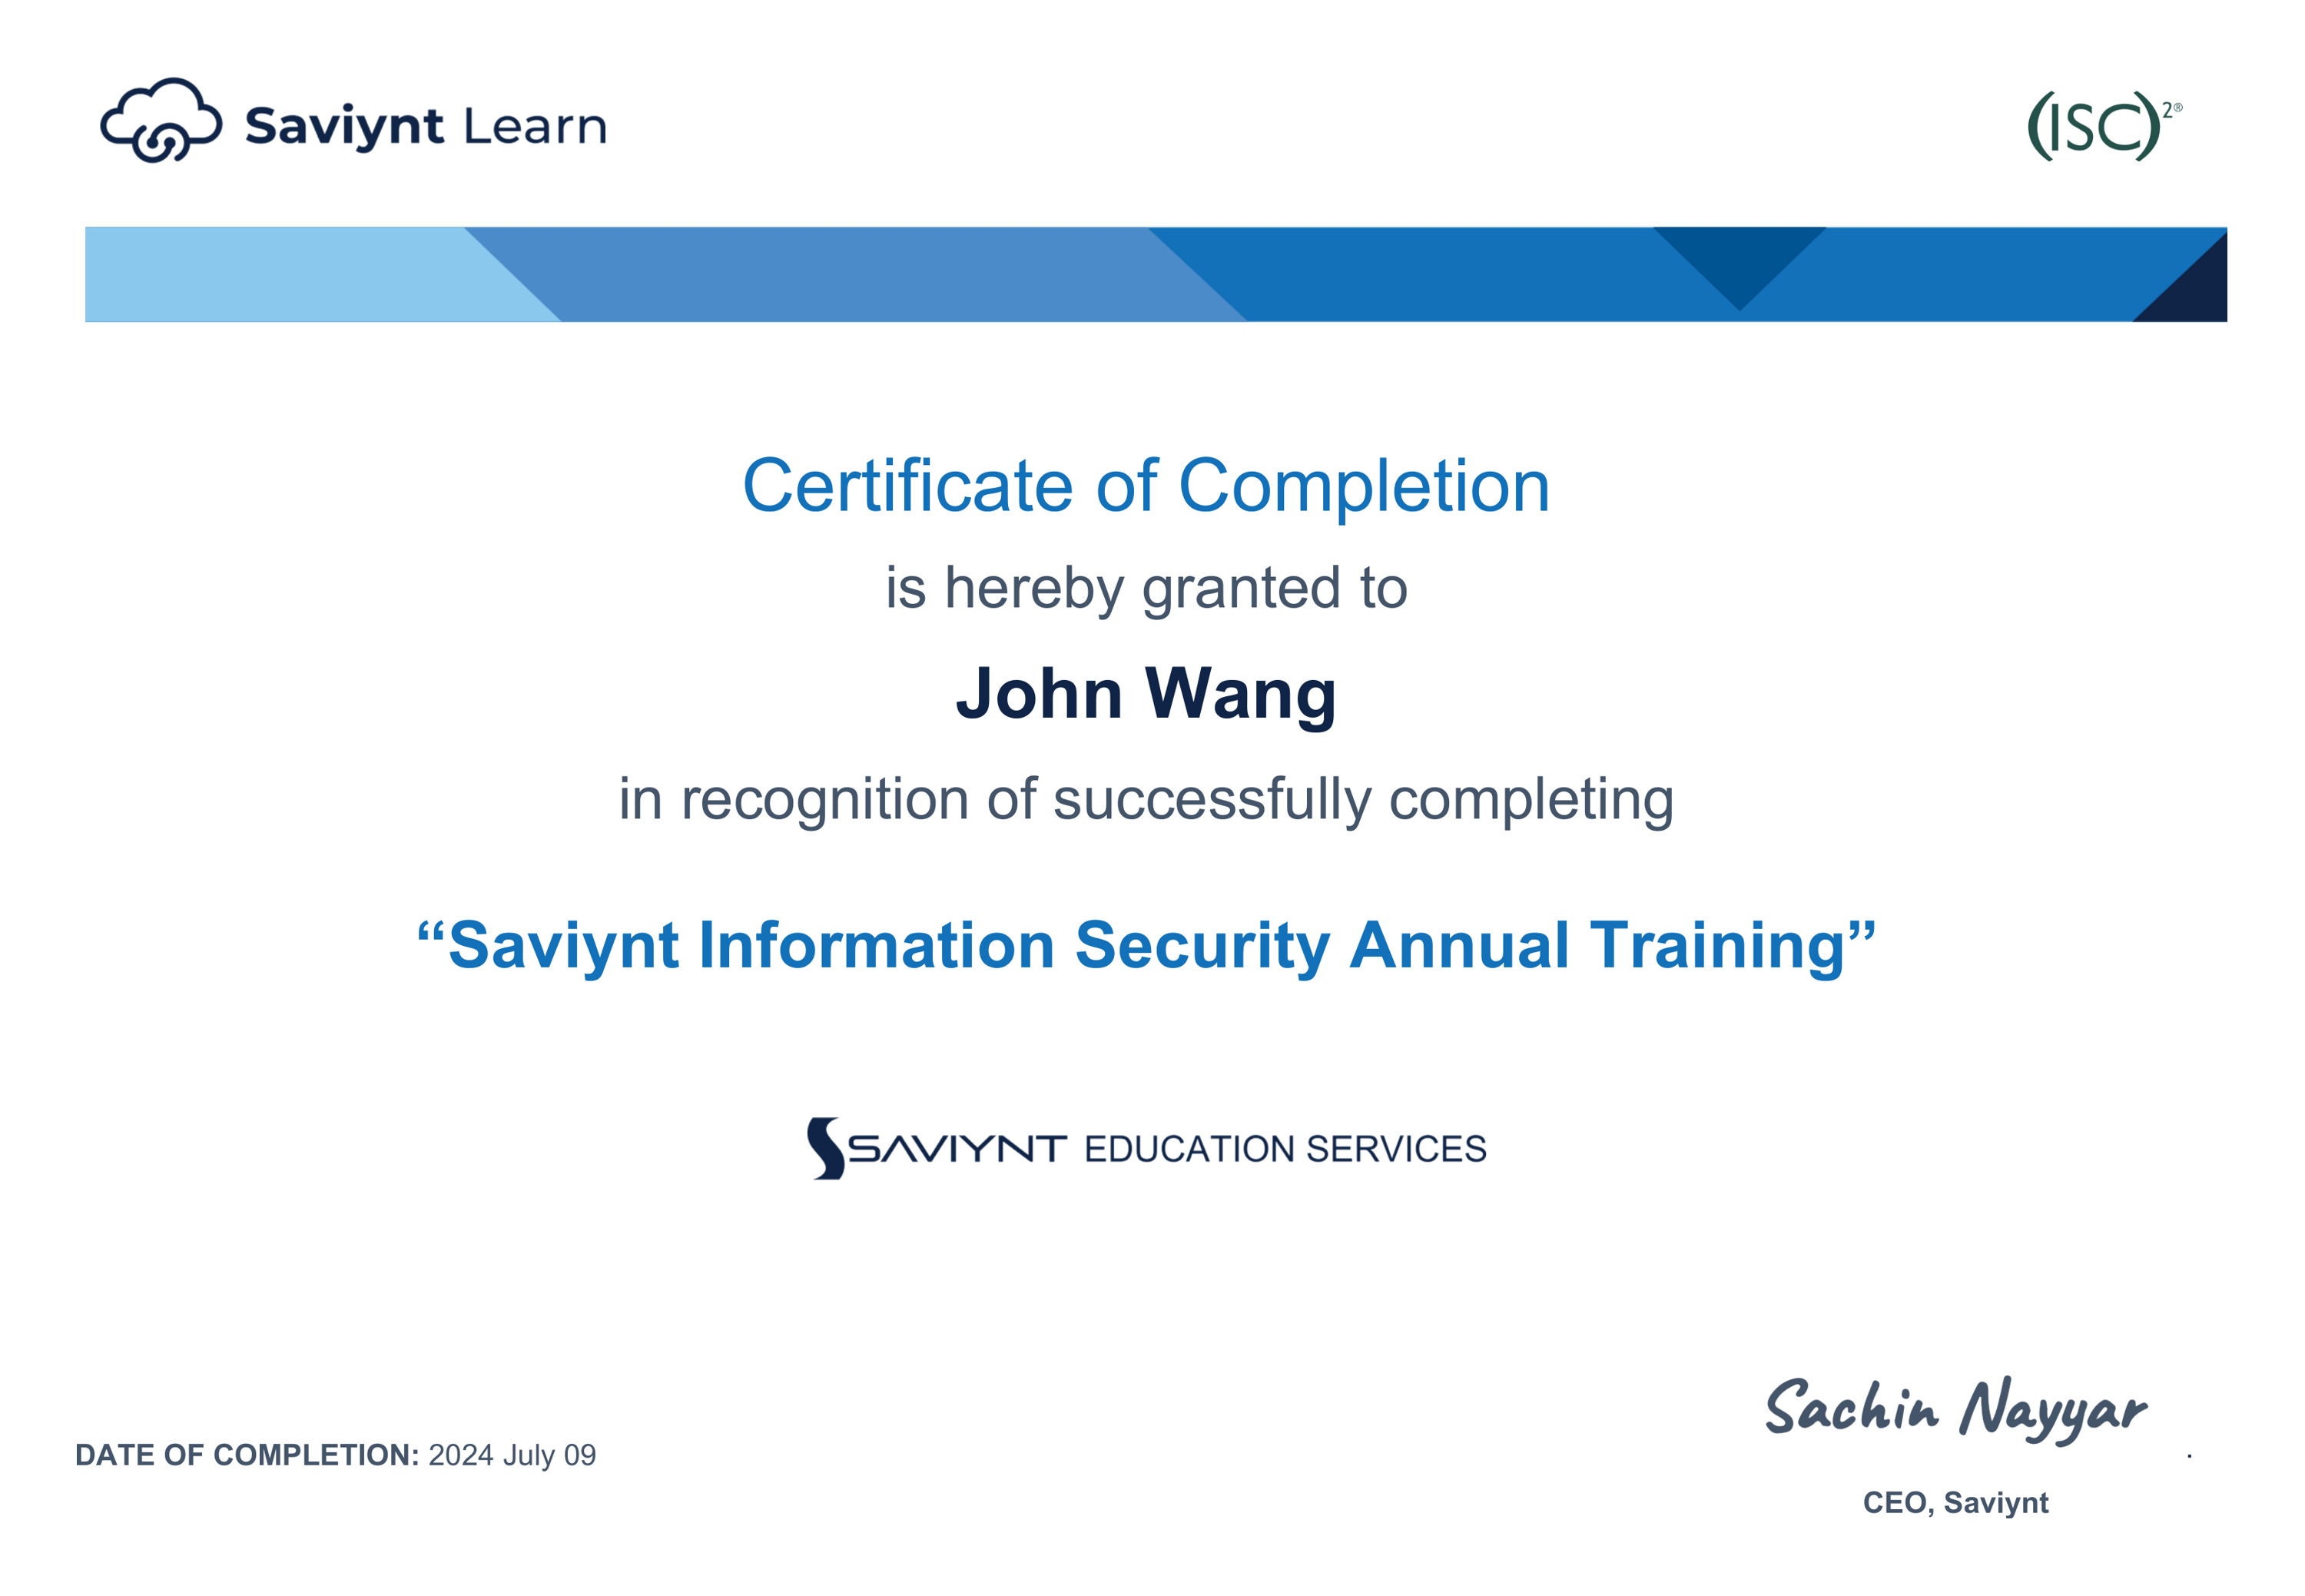 Saviynt Learn
(ISC)²®
Certificate of Completion
is hereby granted to
John Wang
in recognition of successfully completing
“Saviynt Information Security Annual Training”
SAVIYNT EDUCATION SERVICES
Sachin Nayyar
DATE OF COMPLETION: 2024 July 09
.
CEO, Saviynt